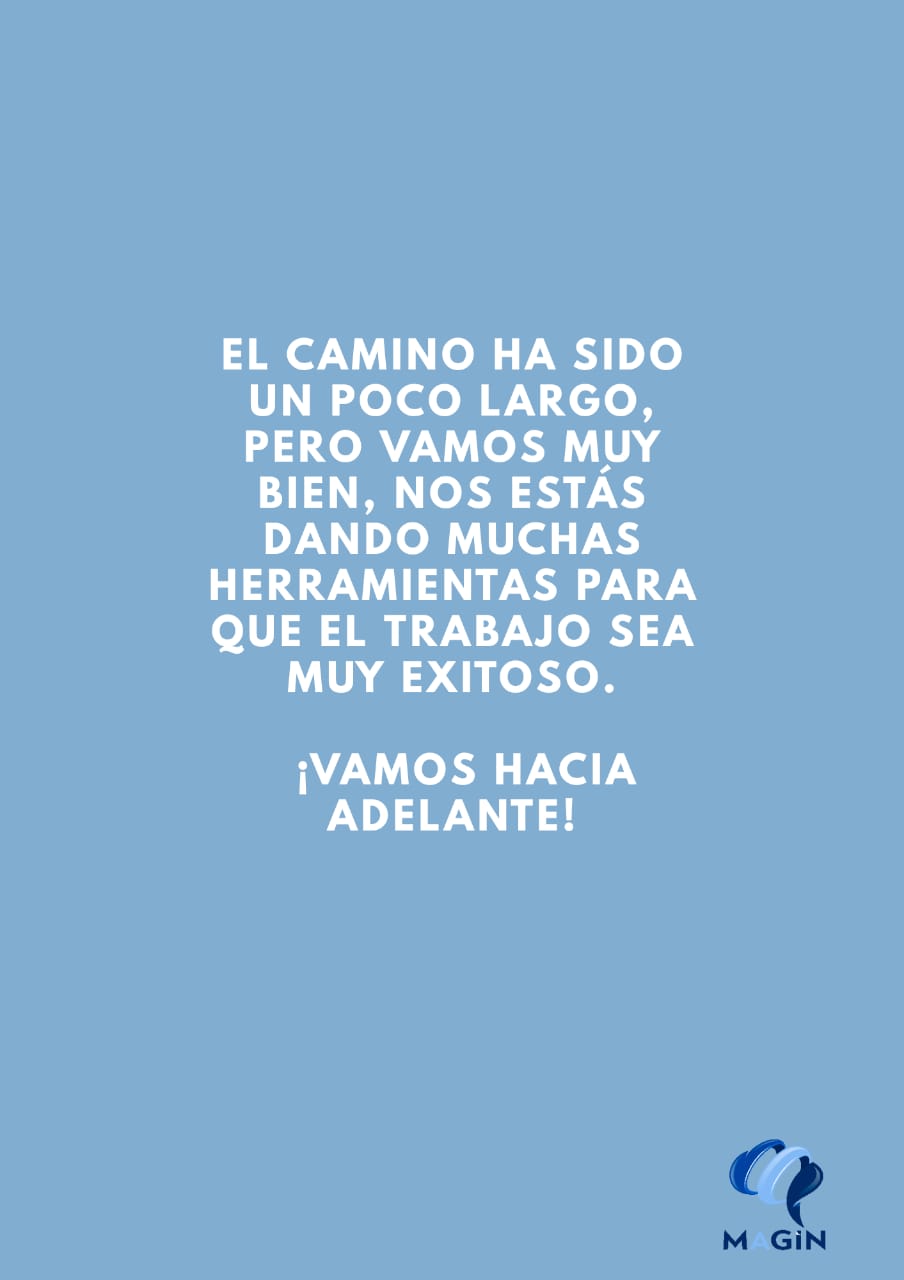 EL CAMINO HA SIDO
UN POCO LARGO,
PERO VAMOS MUY
BIEN, NOS ESTÁS
DANDO MUCHAS
HERRAMIENTAS PARA
QUE EL TRABAJO SEA
MUY EXITOSO.
¡VAMOS HACIA
ADELANTE!
MAGiN